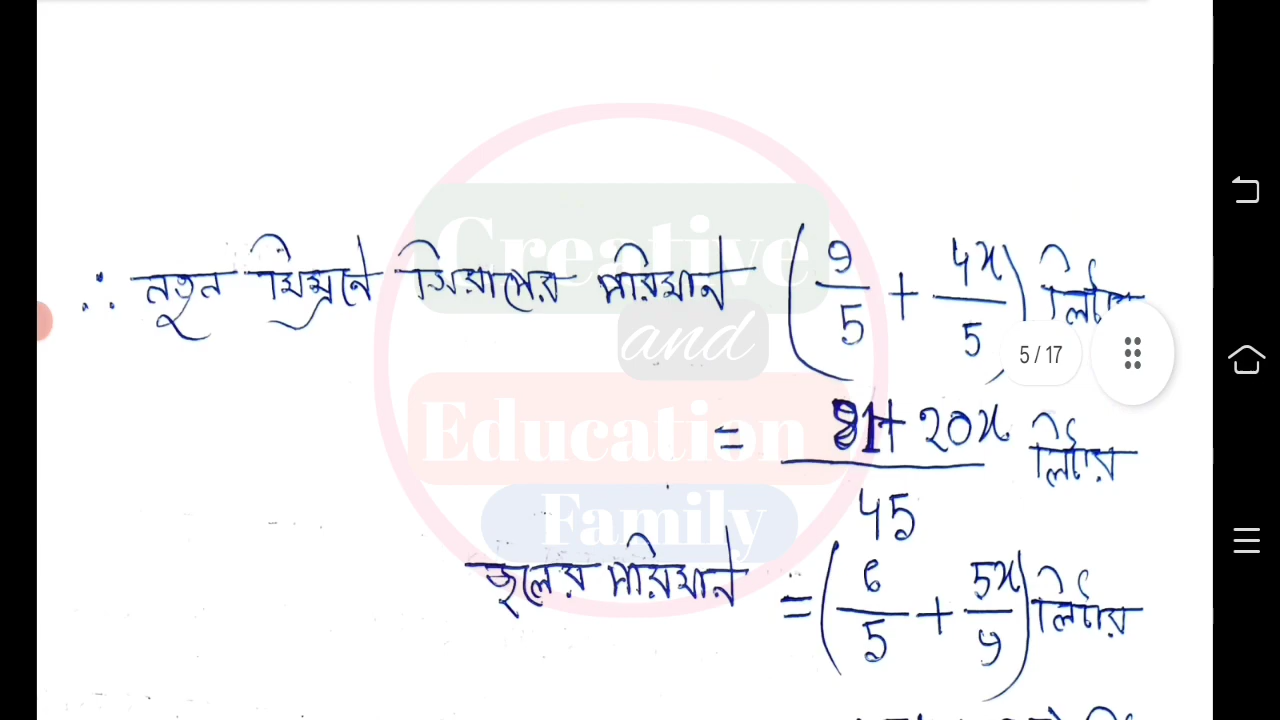 Creative
and
Education
Family
∴ নতুন মিশ্রনে সিরাপের পরিমান (9/5 + 4x/5) লিটার
5 / 17
= 81 + 20x / 45 লিটার
জলের পরিমান = (6/5 + 5x/9) লিটার